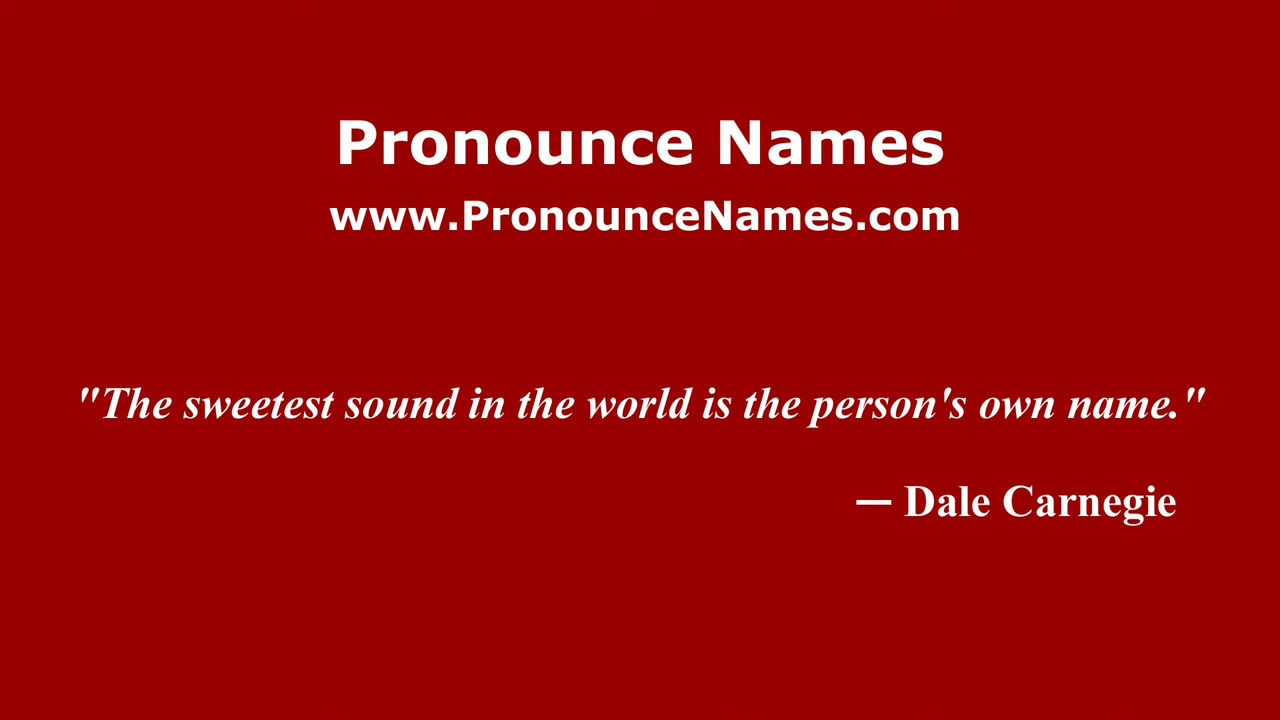 Pronounce Names
www.PronounceNames.com
"The sweetest sound in the world is the person's own name."
— Dale Carnegie